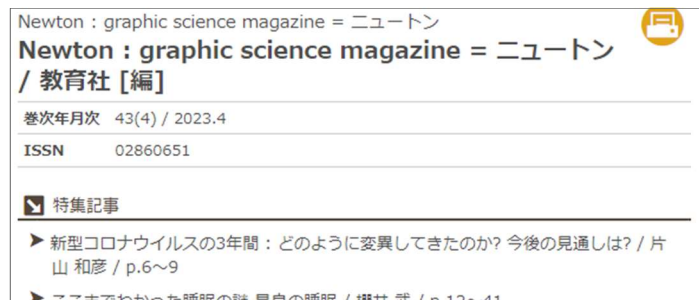 Newton : graphic science magazine = ニュートン
Newton : graphic science magazine = ニュートン
/ 教育社 [編]
巻次年月次 43(4) / 2023.4
ISSN 02860651
特集記事
新型コロナウイルスの3年間 : どのように変異してきたのか? 今後の見通しは? / 片
山 和彦 / p.6～9